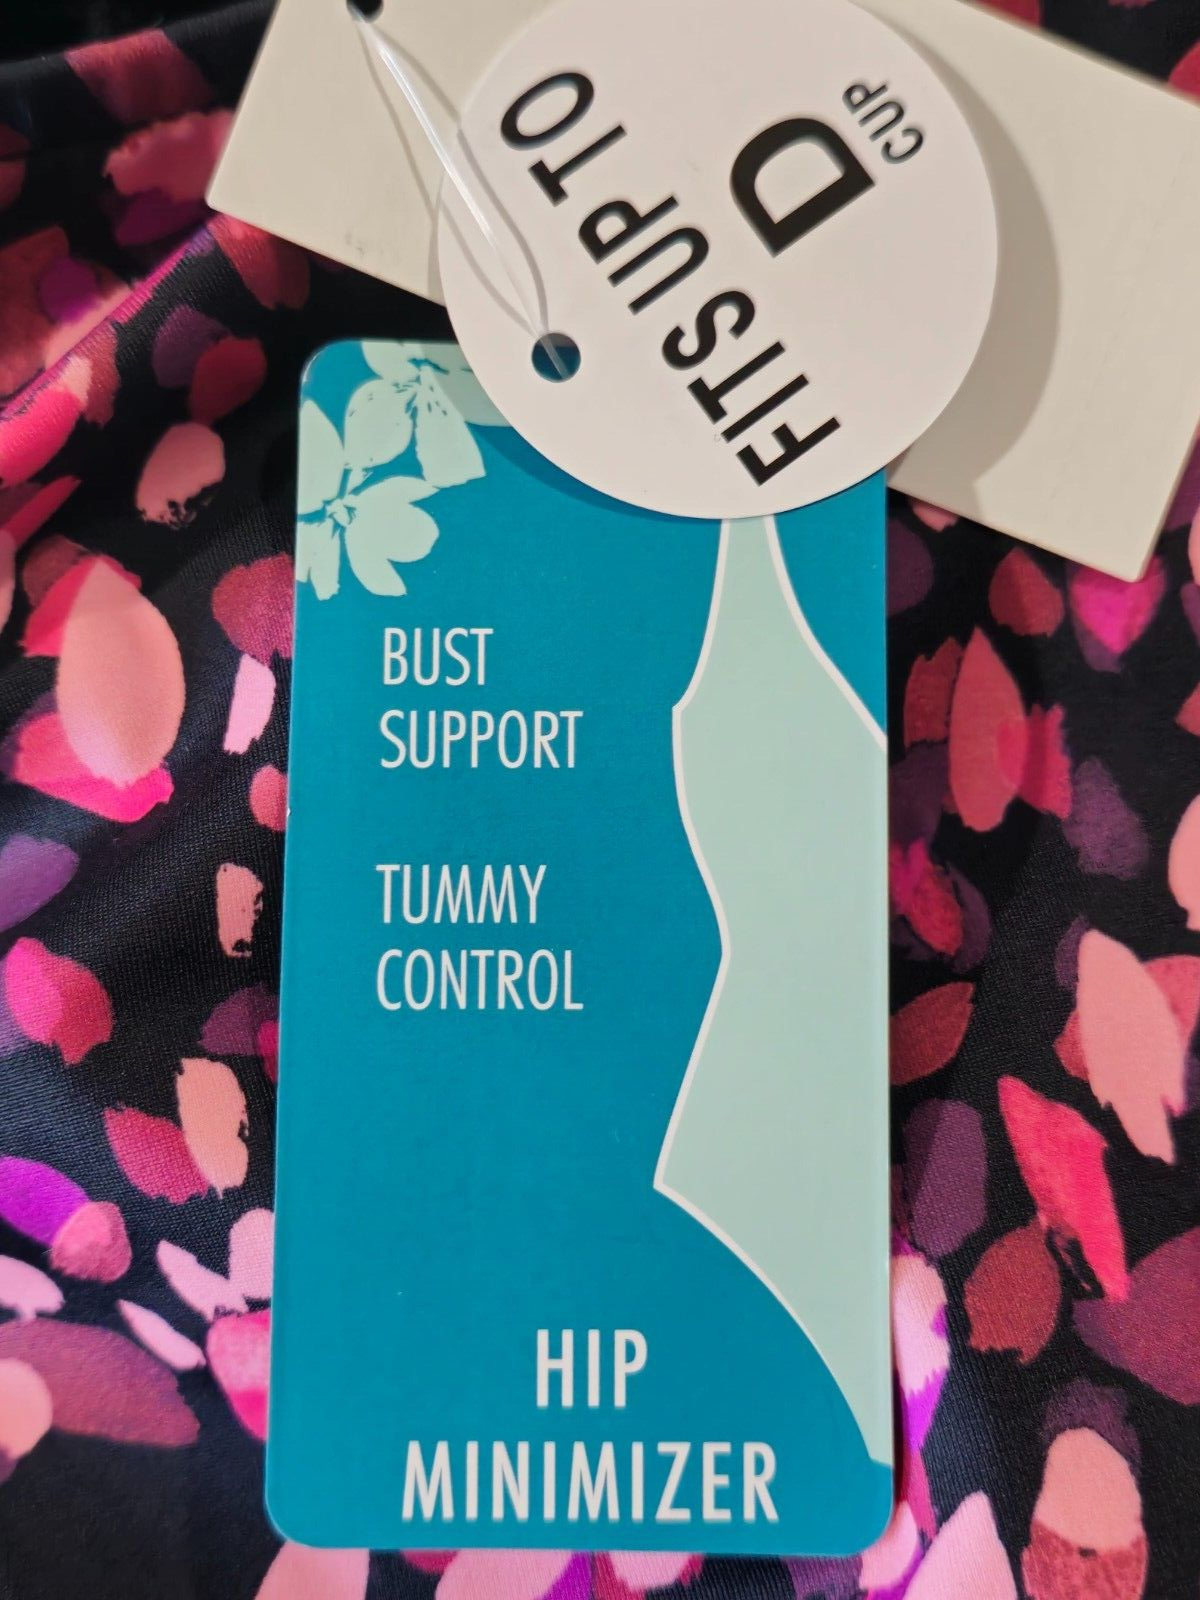 FITS UP TO
D CUP
BUST
SUPPORT
TUMMY
CONTROL
HIP
MINIMIZER